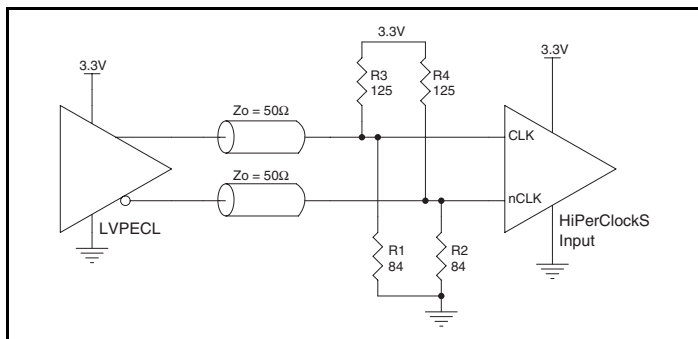 3.3V
3.3V
3.3V
R3
125
R4
125
Zo = 50Ω
CLK
Zo = 50Ω
nCLK
LVPECL
HiPerClockS
Input
R1
84
R2
84